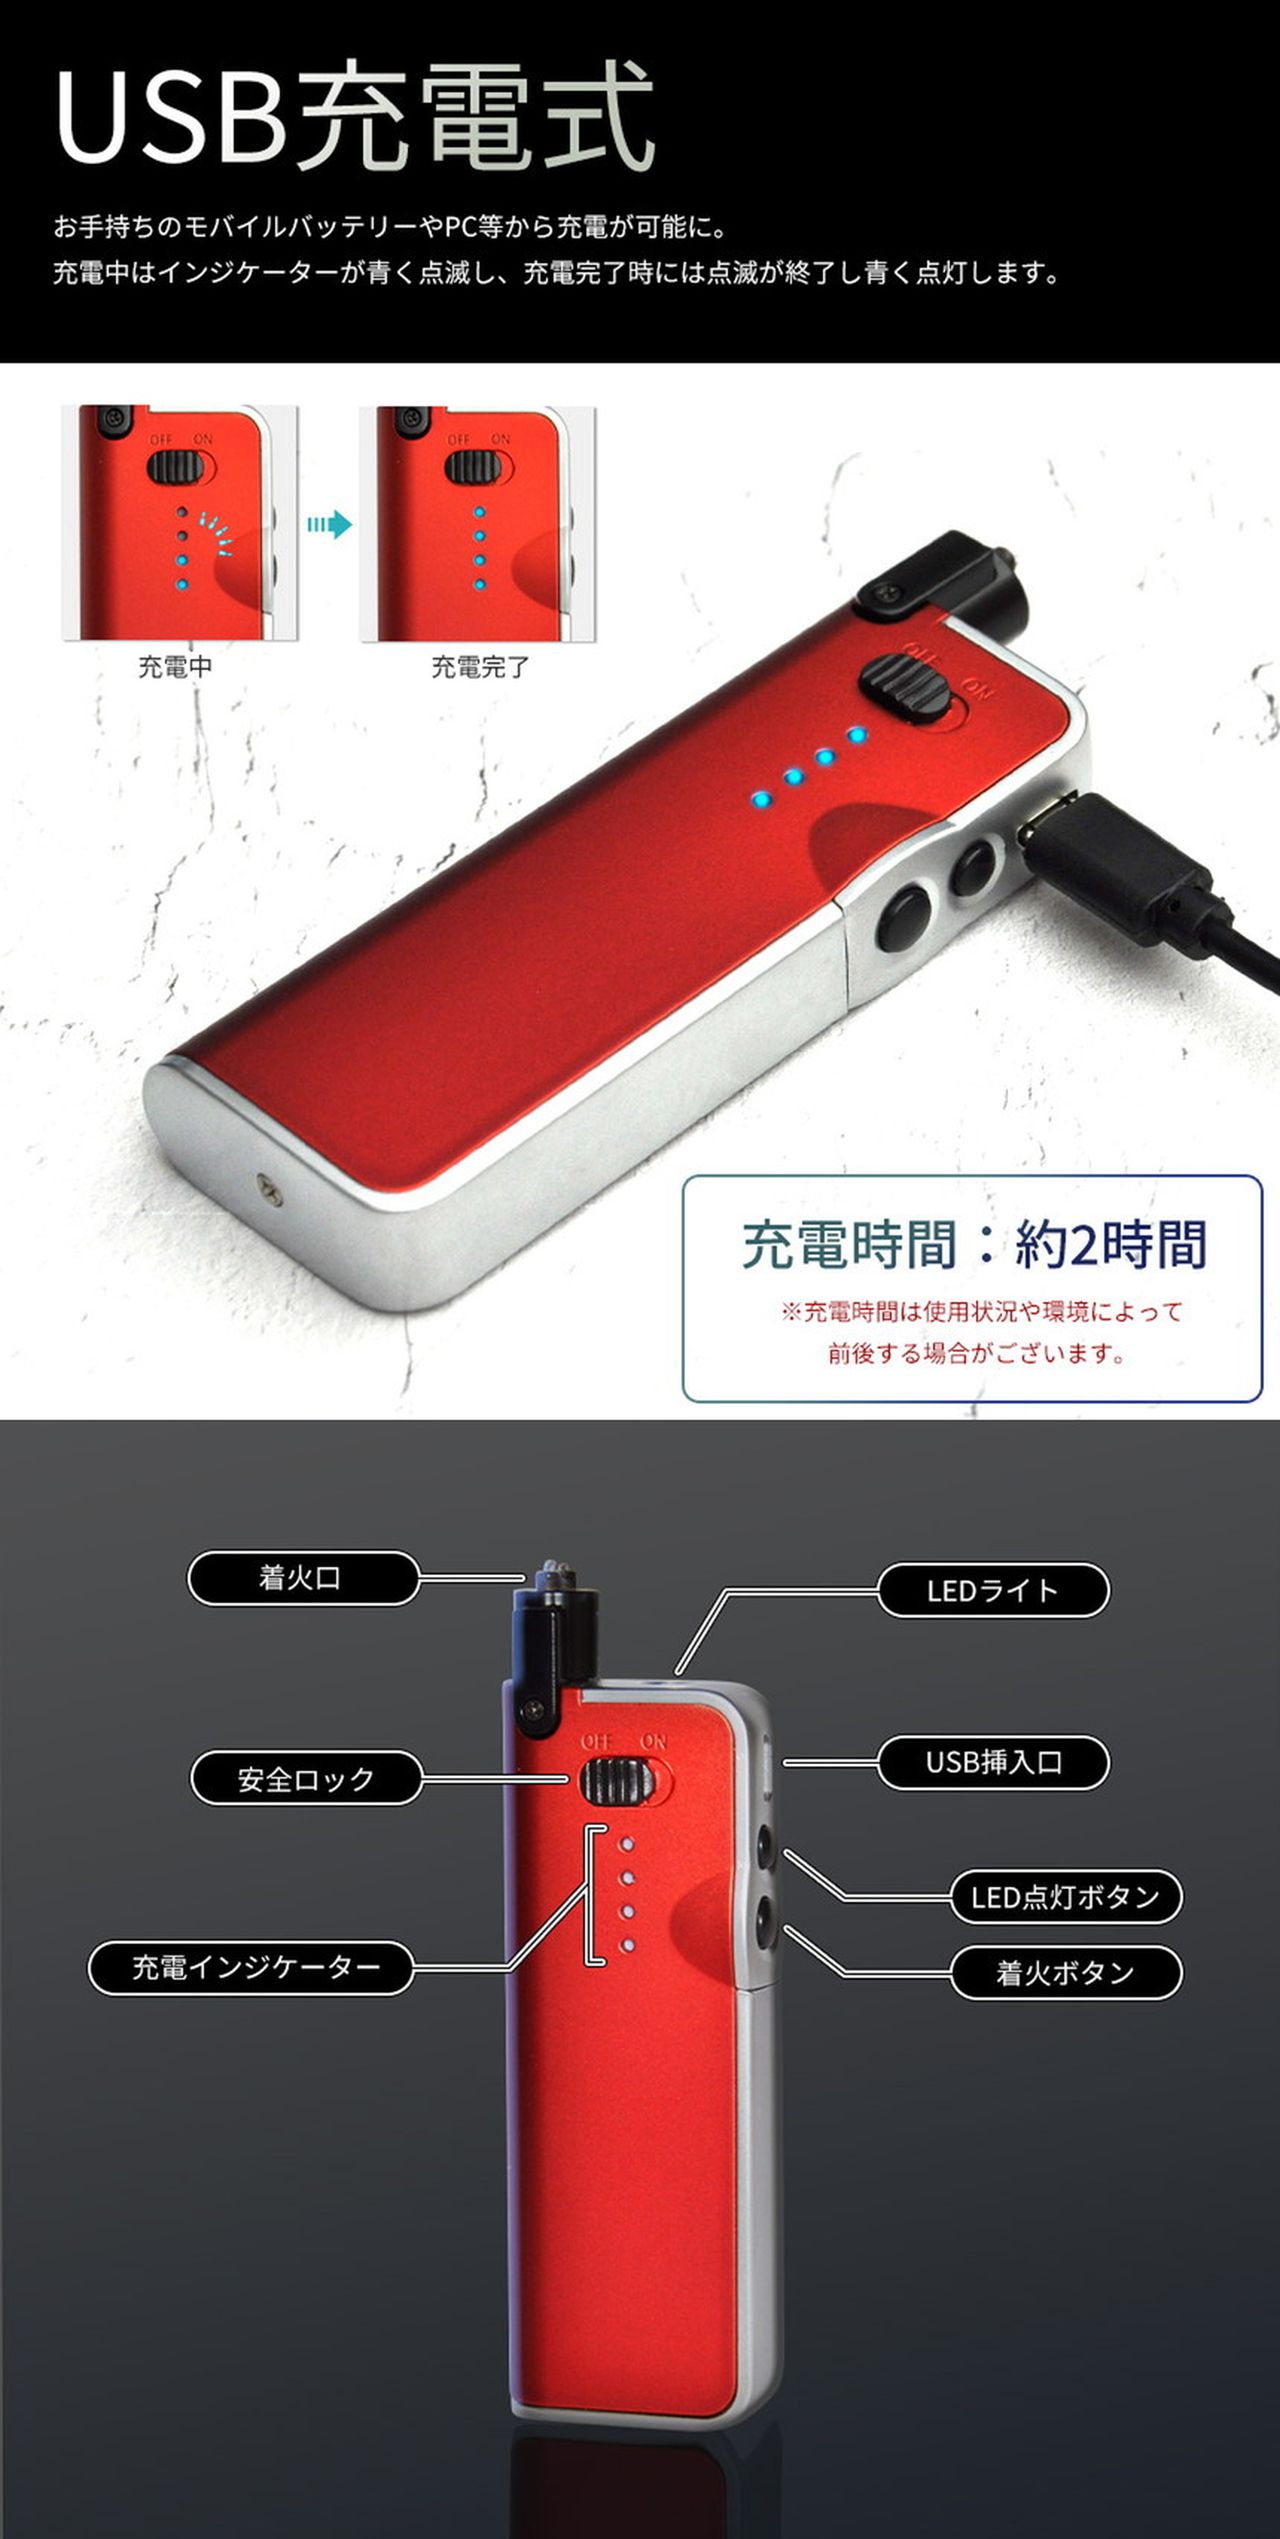 USB充電式
お手持ちのモバイルバッテリーやPC等から充電が可能に。
充電中はインジケーターが青く点滅し、充電完了時には点滅が終了し青く点灯します。
OFF ON
OFF ON
充電中
充電完了
OFF ON
充電時間：約2時間
※充電時間は使用状況や環境によって
前後する場合がございます。
着火口
LEDライト
OFF ON
安全ロック
USB挿入口
LED点灯ボタン
充電インジケーター
着火ボタン